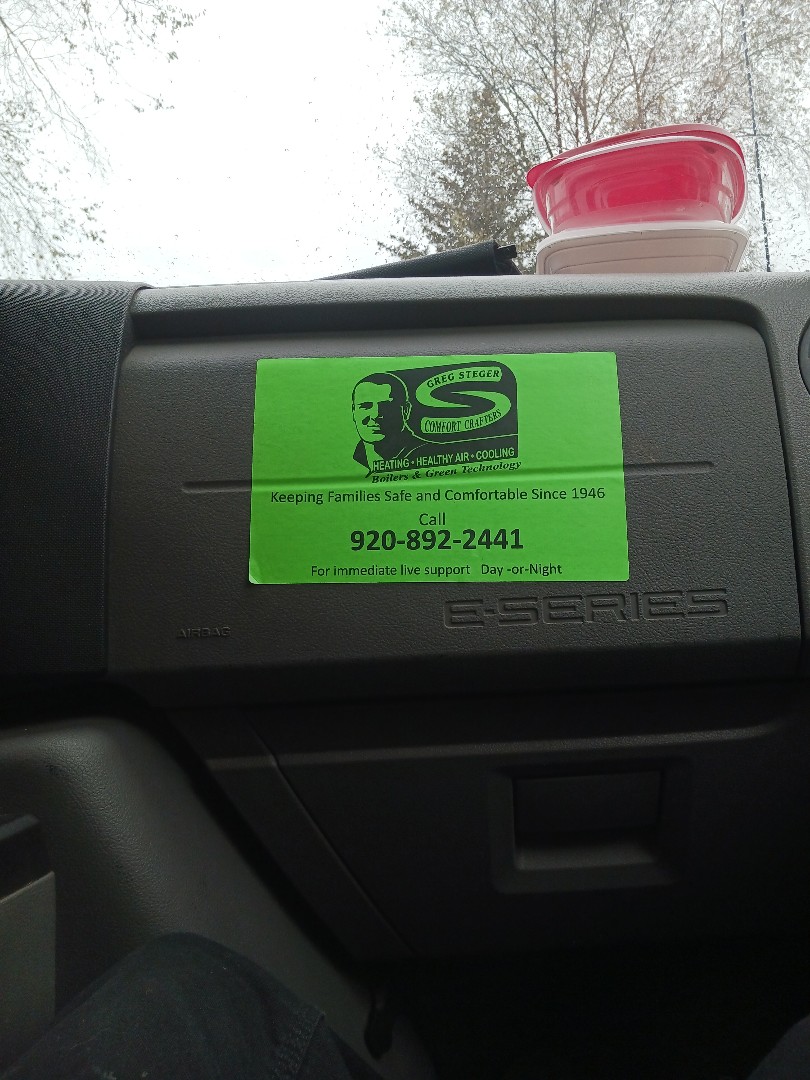 GREG STEGER
COMFORT CRAFTERS
HEATING • HEALTHY AIR • COOLING
Boilers & Green Technology
Keeping Families Safe and Comfortable Since 1946
Call
920-892-2441
For immediate live support Day -or-Night
E-SERIES
AIRBAG